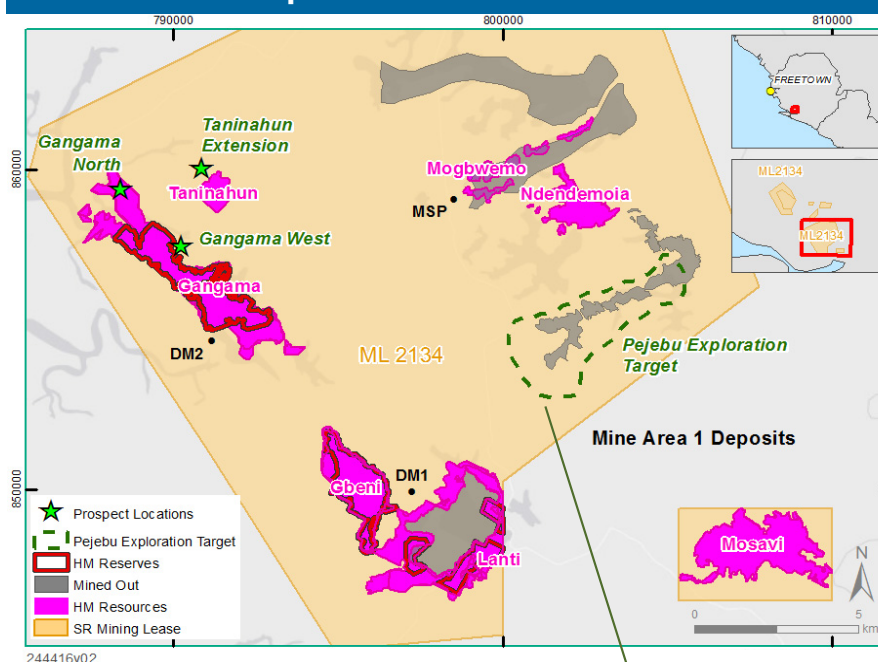 790000
800000
810000
860000
850000
Gangama
North
Taninahun
Extension
Taninahun
Gangama West
Gangama
DM2
Mogbwemo
MSP
Ndendemoia
ML 2134
Pejebu Exploration
Target
Mine Area 1 Deposits
Gbeni
DM1
Lanti
Mosavi
FREETOWN
ML2134
ML2134
N
0
5
km
Prospect Locations
Pejebu Exploration Target
HM Reserves
Mined Out
HM Resources
SR Mining Lease
244416v02